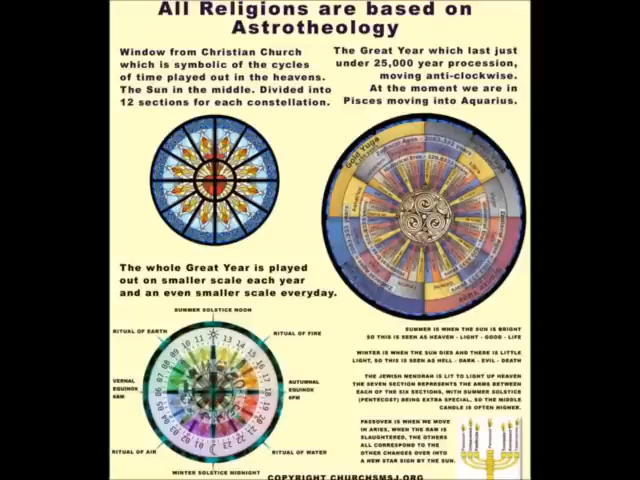 All Religions are based on
Astrotheology
Window from Christian Church
which is symbolic of the cycles
of time played out in the heavens.
The Sun in the middle. Divided into
12 sections for each constellation.
The Great Year which last just
under 25,000 year procession,
moving anti-clockwise.
At the moment we are in
Pisces moving into Aquarius.
Gold Yuga
The whole Great Year is played
out on smaller scale each year
and an even smaller scale everyday.
SUMMER SOLSTICE NOON
RITUAL OF EARTH
RITUAL OF FIRE
VERNAL
EQUINOX
6AM
AUTUMNAL
EQUINOX
6PM
RITUAL OF AIR
RITUAL OF WATER
WINTER SOLSTICE MIDNIGHT
SUMMER IS WHEN THE SUN IS BRIGHT
SO THIS IS SEEN AS HEAVEN - LIGHT - GOOD - LIFE
WINTER IS WHEN THE SUN DIES AND THERE IS LITTLE
LIGHT, SO THIS IS SEEN AS HELL - DARK - EVIL - DEATH
THE JEWISH MENORAH IS LIT TO LIGHT UP HEAVEN
THE SEVEN SECTION REPRESENTS THE ARMS BETWEEN
EACH OF THE SIX SECTIONS, WITH SUMMER SOLSTICE
(PENTECOST) BEING EXTRA SPECIAL, SO THE MIDDLE
CANDLE IS OFTEN HIGHER.
PASSOVER IS WHEN WE MOVE
IN ARIES, WHEN THE RAM IS
SLAUGHTERED, THE OTHERS
ALL CORRESPOND TO THE
OTHER CHANGES OVER INTO
A NEW STAR SIGN BY THE SUN.
COPYRIGHT CHURCHSMSJ.ORG